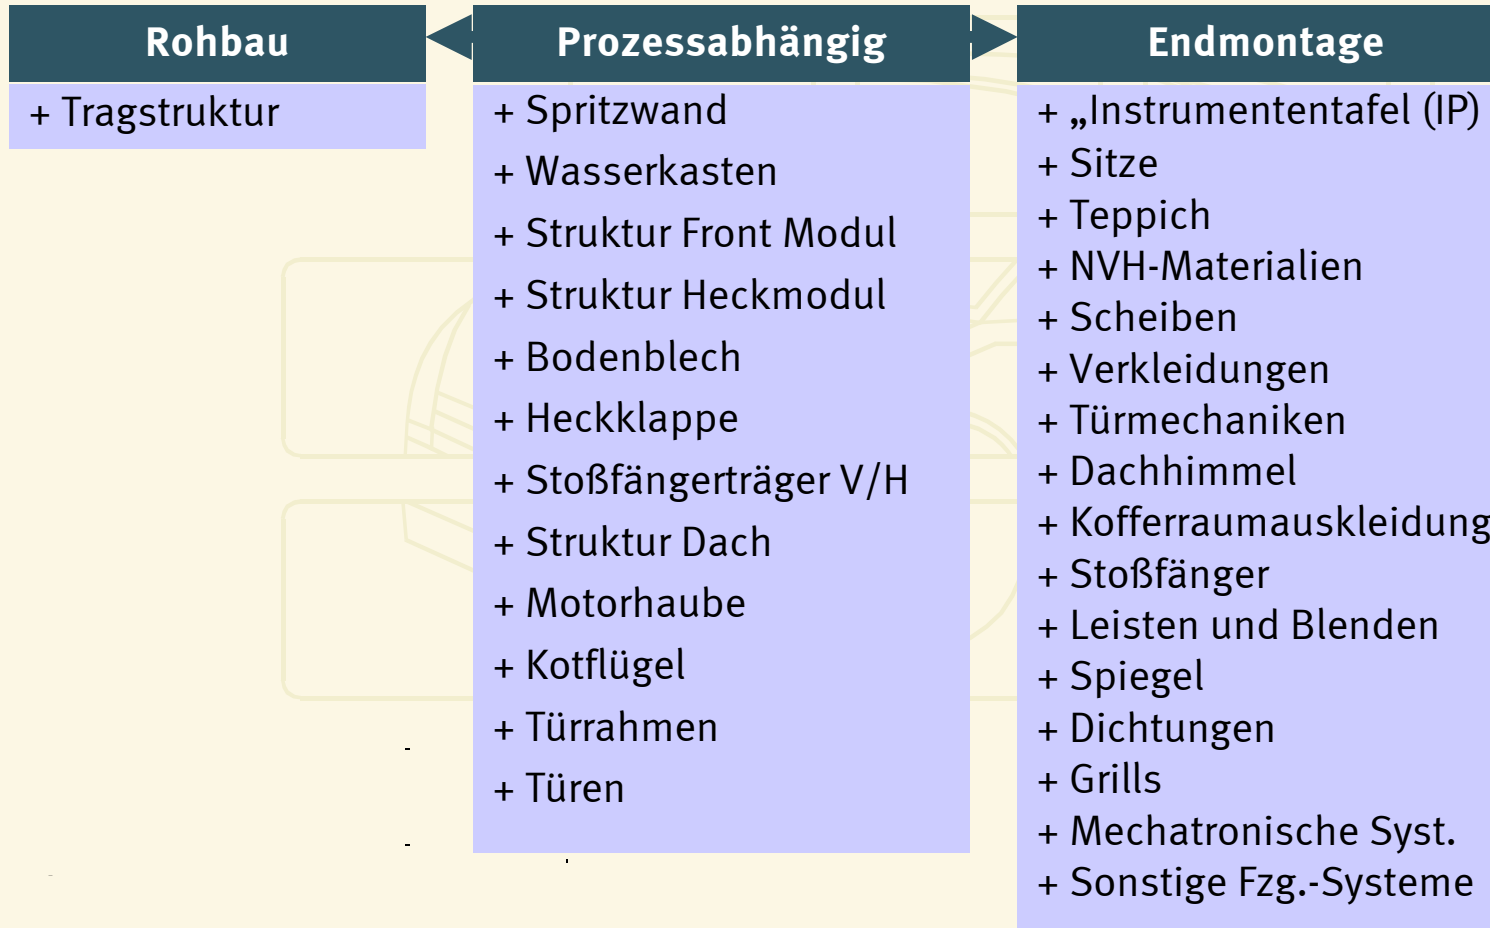 Rohbau
+ Tragstruktur
Prozessabhängig
+ Spritzwand
+ Wasserkasten
+ Struktur Front Modul
+ Struktur Heckmodul
+ Bodenblech
+ Heckklappe
+ Stoßfängerträger V/H
+ Struktur Dach
+ Motorhaube
+ Kotflügel
+ Türrahmen
+ Türen
Endmontage
+ „Instrumententafel (IP)
+ Sitze
+ Teppich
+ NVH-Materialien
+ Scheiben
+ Verkleidungen
+ Türmechaniken
+ Dachhimmel
+ Kofferraumauskleidung
+ Stoßfänger
+ Leisten und Blenden
+ Spiegel
+ Dichtungen
+ Grills
+ Mechatronische Syst.
+ Sonstige Fzg.-Systeme